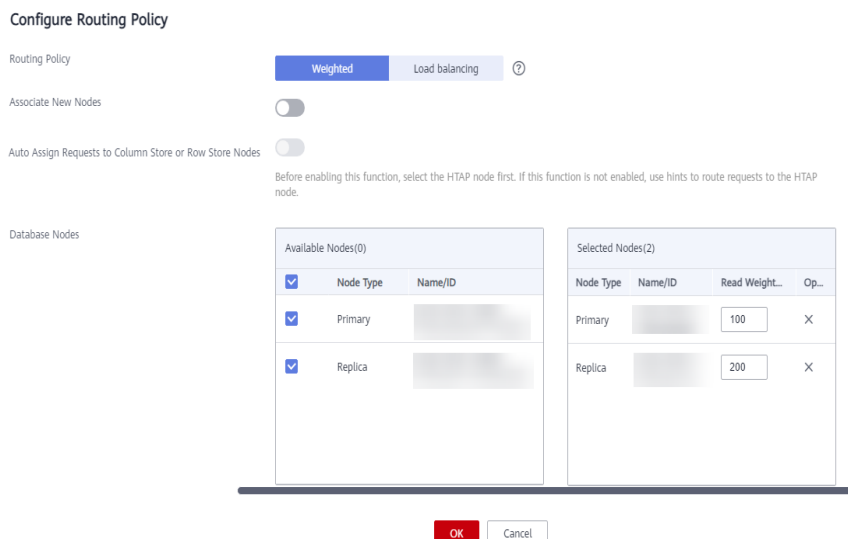 Configure Routing Policy
Routing Policy
Weighted
Load balancing
?
Associate New Nodes
Auto Assign Requests to Column Store or Row Store Nodes
Before enabling this function, select the HTAP node first. If this function is not enabled, use hints to route requests to the HTAP
node.
Database Nodes
Available Nodes(0)
Node Type Name/ID
Primary
Replica
Selected Nodes(2)
Node Type Name/ID Read Weight... Op...
Primary 100
Replica 200
OK
Cancel